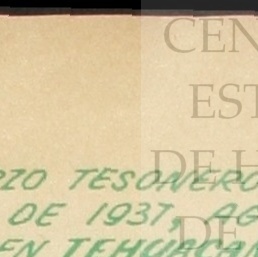 CEN
EST
DE H
RZO TESONERO
DE 1937, AG
DE
EN TEHUACAN